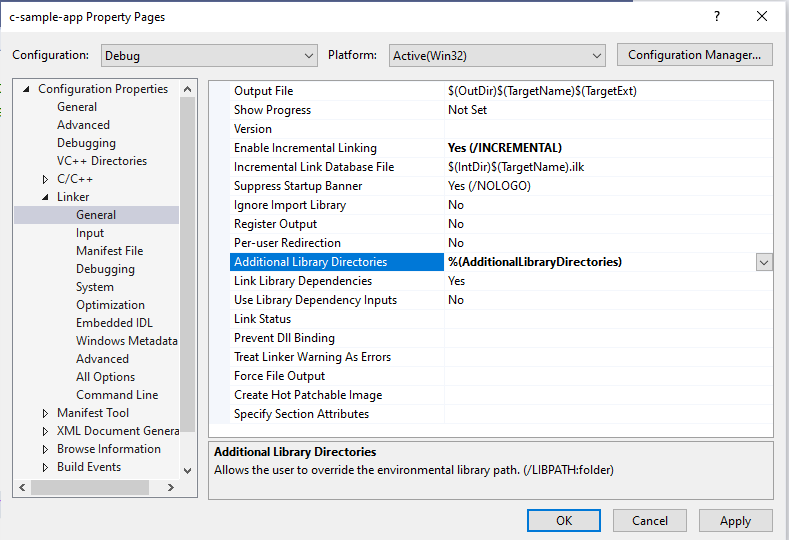 c-sample-app Property Pages
?
Configuration: Debug Platform: Active(Win32) Configuration Manager...
Configuration Properties
General
Advanced
Debugging
VC++ Directories
C/C++
Linker
General
Input
Manifest File
Debugging
System
Optimization
Embedded IDL
Windows Metadata
Advanced
All Options
Command Line
Manifest Tool
XML Document Genera
Browse Information
Build Events
Output File $(OutDir)$(TargetName)$(TargetExt)
Show Progress Not Set
Version
Enable Incremental Linking Yes (/INCREMENTAL)
Incremental Link Database File $(IntDir)$(TargetName).ilk
Suppress Startup Banner Yes (/NOLOGO)
Ignore Import Library No
Register Output No
Per-user Redirection No
Additional Library Directories %(AdditionalLibraryDirectories)
Link Library Dependencies Yes
Use Library Dependency Inputs No
Link Status
Prevent Dll Binding
Treat Linker Warning As Errors
Force File Output
Create Hot Patchable Image
Specify Section Attributes
Additional Library Directories
Allows the user to override the environmental library path. (/LIBPATH:folder)
OK Cancel Apply